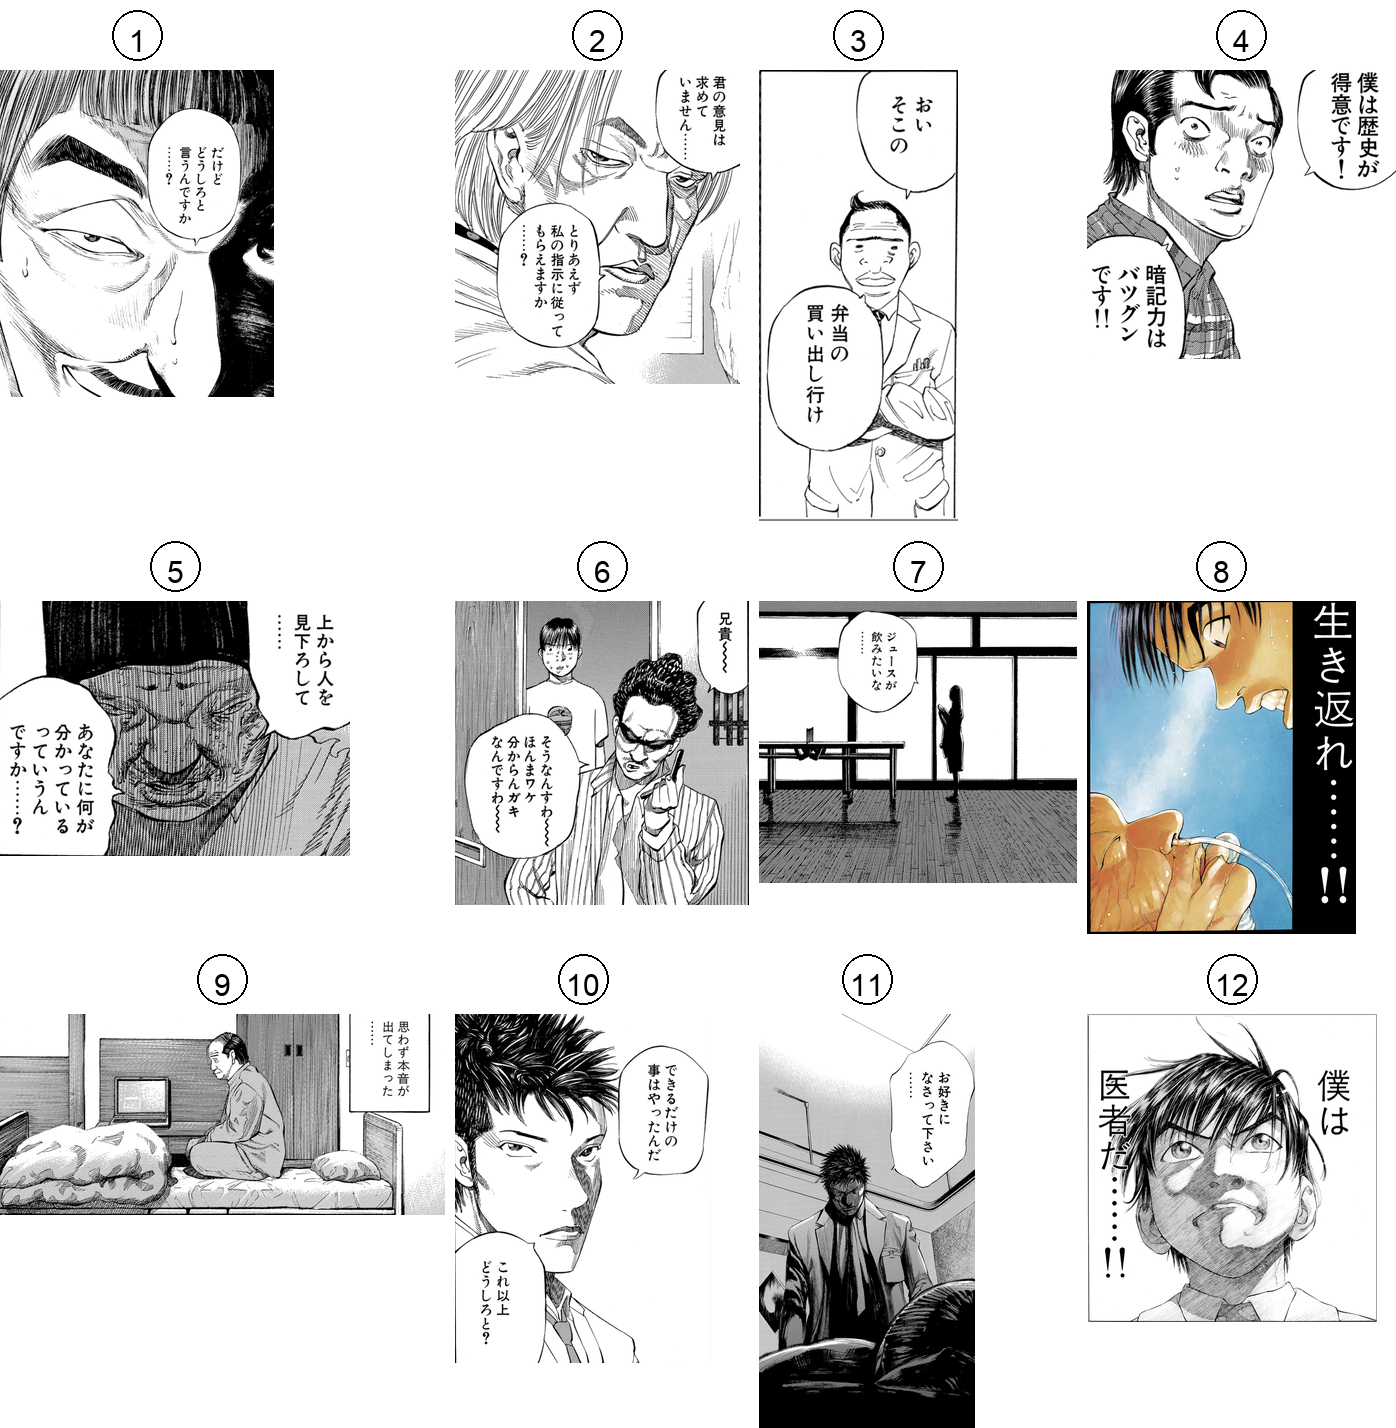 1
だけど
どうしろと
言うんですか
……?
2
君の意見は
求めて
いません……
とりあえず
私の指示に従って
もらえますか
……?
3
おい
そこの
弁当の
買い出し行け
4
僕は歴史が
得意です!
暗記力は
バツグン
です!!
5
上から人を
見下ろして
……
あなたに何が
分かっている
っていうん
ですか……?
6
兄貴〜〜
そうなんすわ〜〜
ほんまワケ
分からんガキ
なんですわ〜〜
7
ジュースが
飲みたいな
……
8
生き返れ……!!
9
思わず本音が
出てしまった
……
10
できるだけの
事はやったんだ
これ以上
どうしろと?
11
お好きに
なさって下さい
……
12
僕は
医者だ……!!